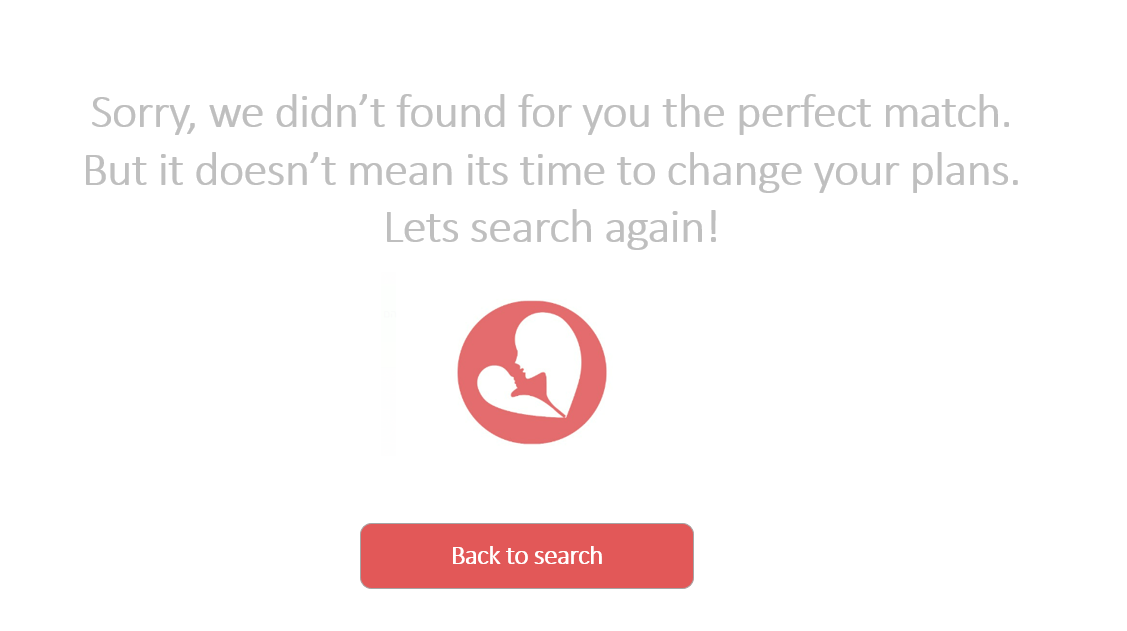 Sorry, we didn’t found for you the perfect match.
But it doesn’t mean its time to change your plans.
Lets search again!
Back to search